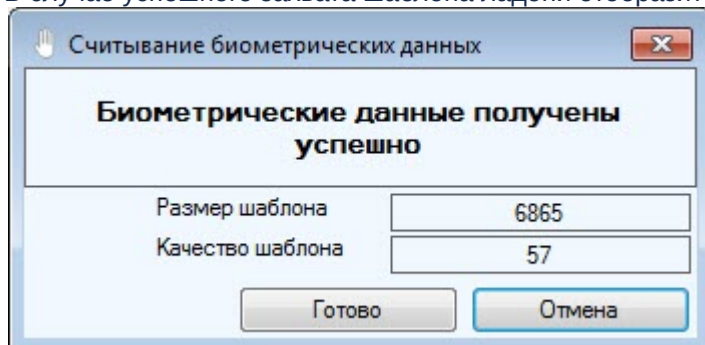 Считывание биометрических данных
Биометрические данные получены
успешно
Размер шаблона 6865
Качество шаблона 57
Готово Отмена